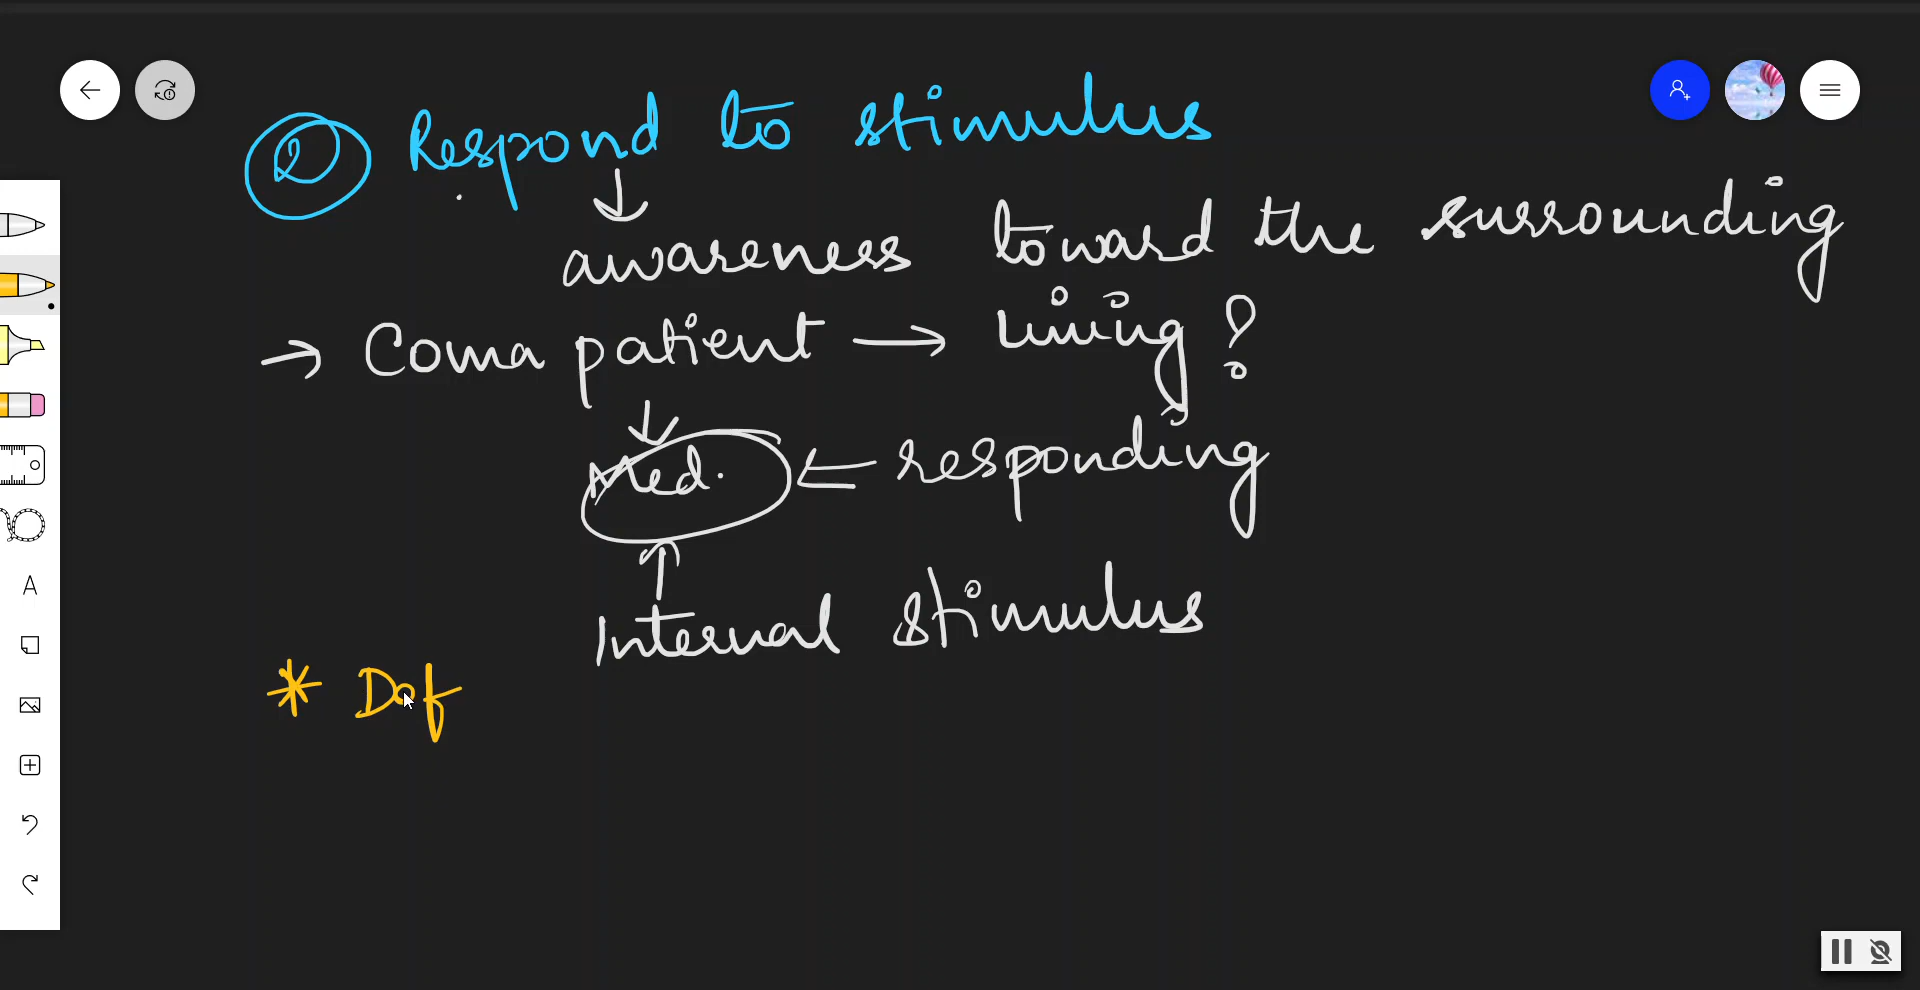 ② Respond to stimulus
↓
awareness toward the surrounding
→ Coma patient → Living ?
↓
Med. ← responding
↑
Internal stimulus
* Def
A